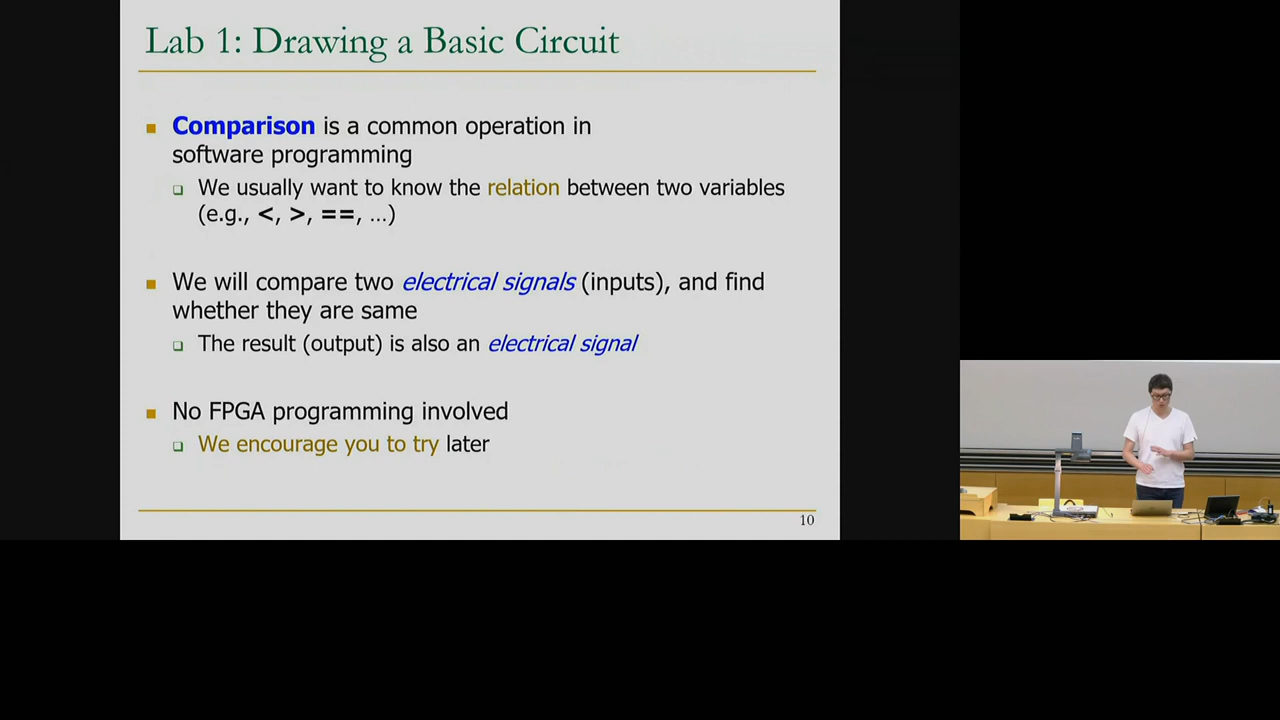 Lab 1: Drawing a Basic Circuit
Comparison is a common operation in
software programming
We usually want to know the relation between two variables
(e.g., <, >, ==, …)
We will compare two electrical signals (inputs), and find
whether they are same
The result (output) is also an electrical signal
No FPGA programming involved
We encourage you to try later
10